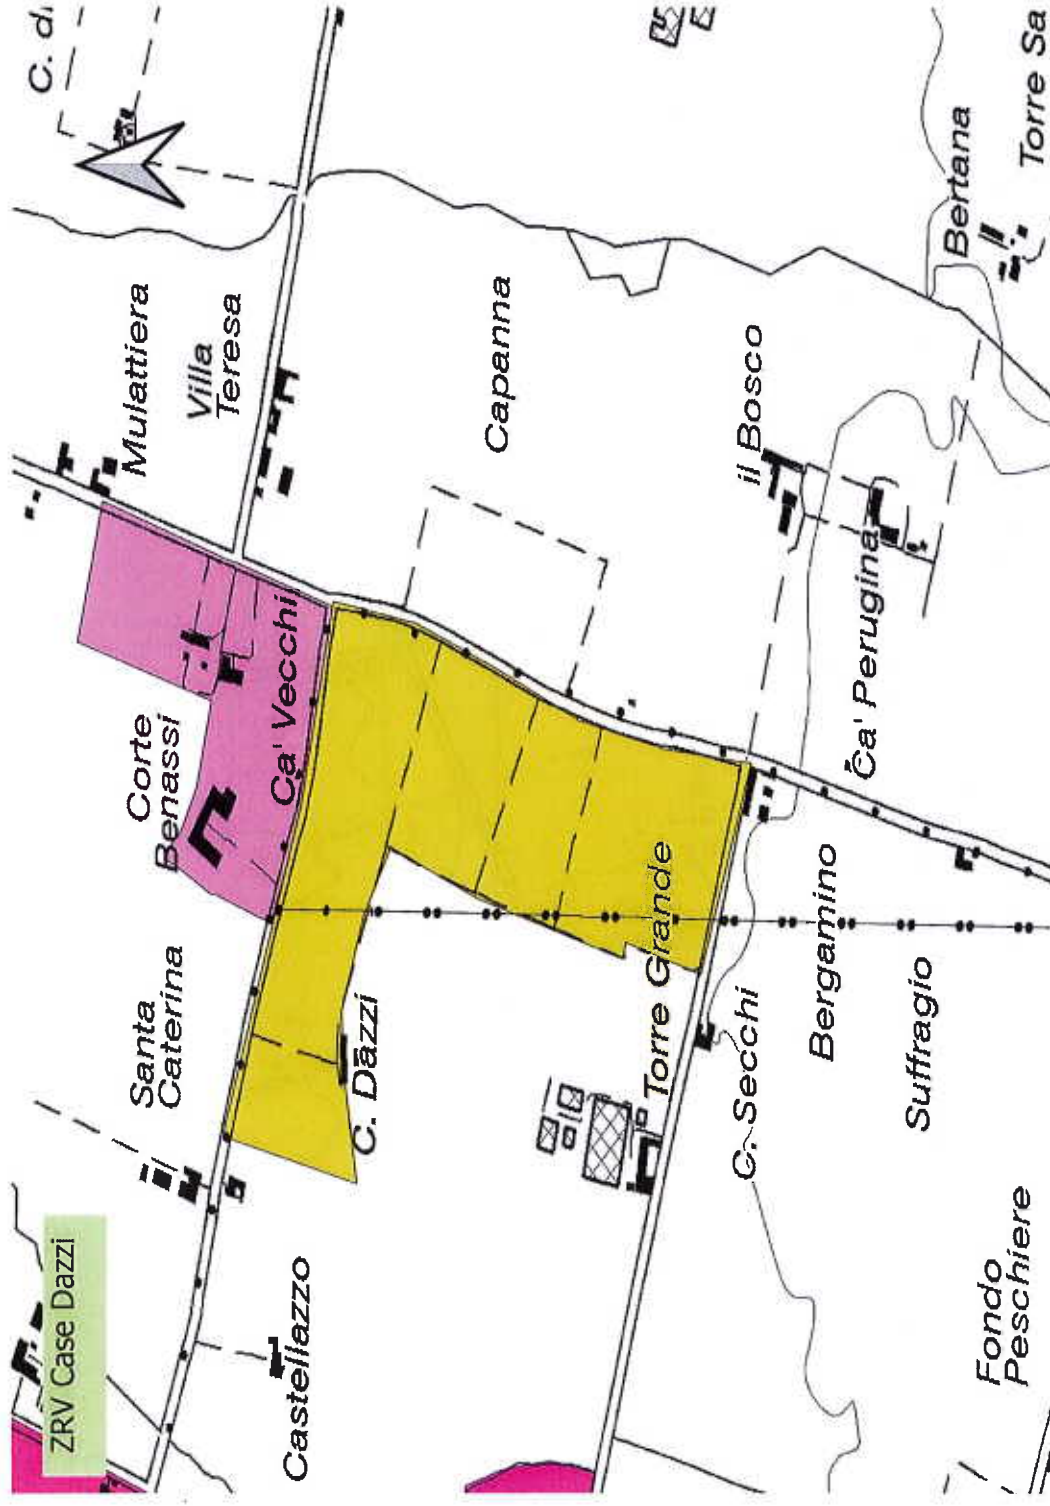 ZRV Case Dazzi
C. di
Santa
Caterina
Corte
Benassi
Mulattiera
Villa
Teresa
Castellazzo
Ca' Vecchi
C. Dazzi
Capanna
Torre Grande
C. Secchi
il Bosco
Bergamino
Ca' Perugina
Suffragio
Bertana
Fondo
Peschiere
Torre Sa